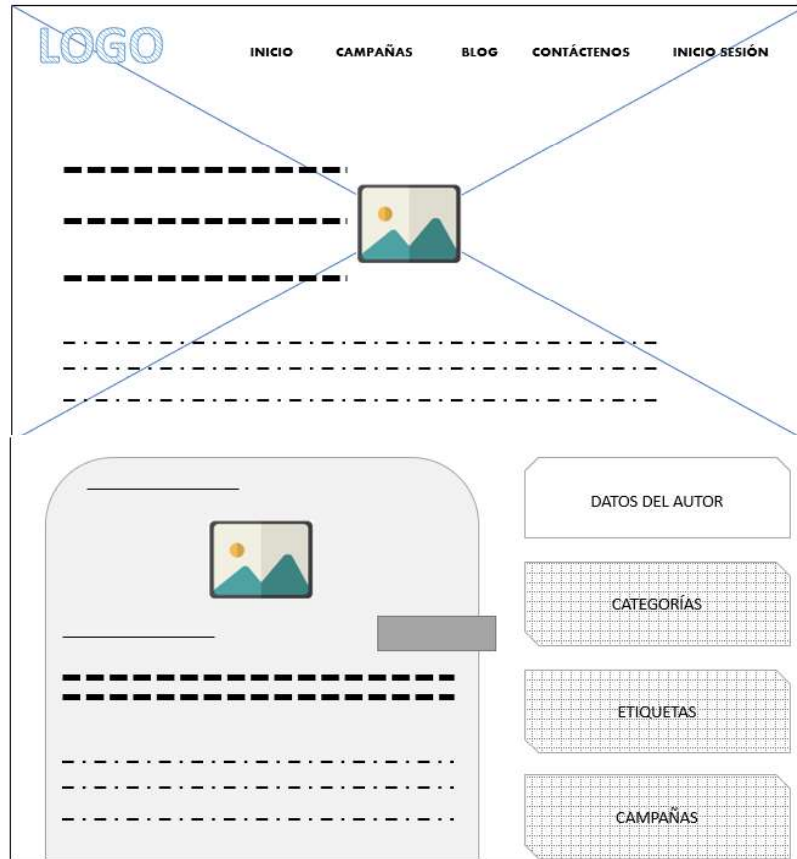 LOGO INICIO CAMPAÑAS BLOG CONTÁCTENOS INICIO SESIÓN
DATOS DEL AUTOR
CATEGORÍAS
ETIQUETAS
CAMPAÑAS